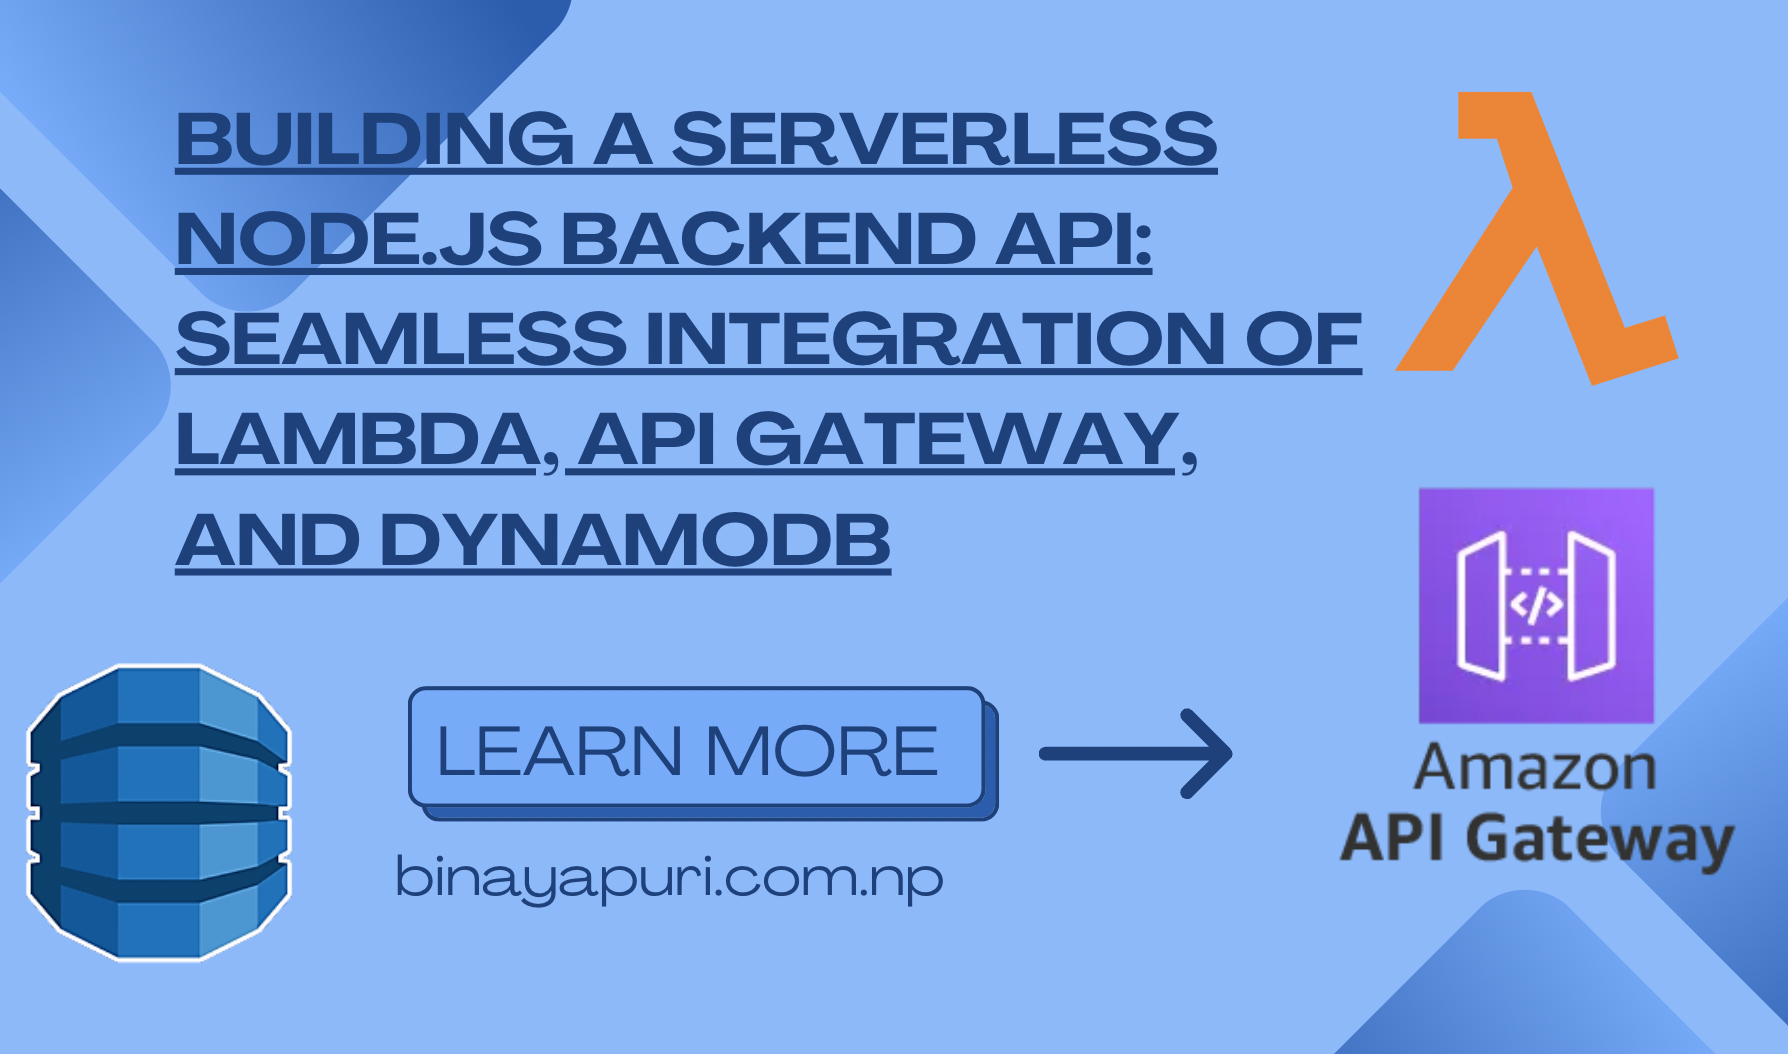 BUILDING A SERVERLESS
NODE.JS BACKEND API:
SEAMLESS INTEGRATION OF
LAMBDA, API GATEWAY,
AND DYNAMODB
</>
LEARN MORE
binayapuri.com.np
Amazon
API Gateway